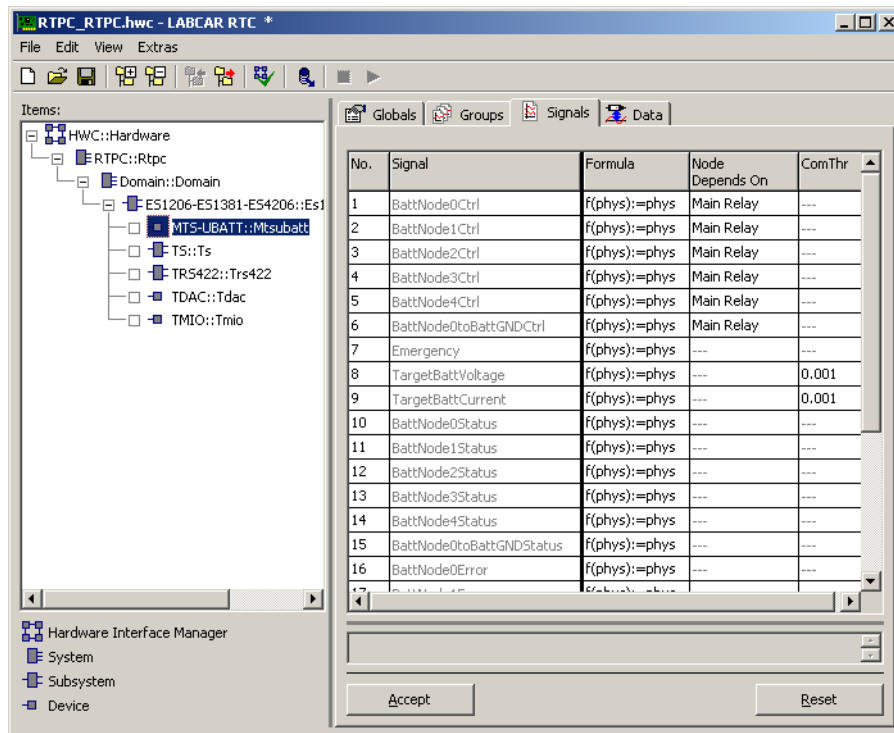 RTPC_RTPC.hwc - LABCAR RTC *
File Edit View Extras
Items:
HWC::Hardware
RTPC::Rtpc
Domain::Domain
ES1206-ES1381-ES4206::Es1
MTS-UBATT::Mtsubatt
TS::Ts
TRS422::Trs422
TDAC::Tdac
TMIO::Tmio
Hardware Interface Manager
System
Subsystem
Device
Globals Groups Signals Data
No. Signal Formula Node Depends On ComThr
1 BattNode0Ctrl f(phys):=phys Main Relay ---
2 BattNode1Ctrl f(phys):=phys Main Relay ---
3 BattNode2Ctrl f(phys):=phys Main Relay ---
4 BattNode3Ctrl f(phys):=phys Main Relay ---
5 BattNode4Ctrl f(phys):=phys Main Relay ---
6 BattNode0toBattGNDCtrl f(phys):=phys Main Relay ---
7 Emergency f(phys):=phys --- ---
8 TargetBattVoltage f(phys):=phys --- 0.001
9 TargetBattCurrent f(phys):=phys --- 0.001
10 BattNode0Status f(phys):=phys --- ---
11 BattNode1Status f(phys):=phys --- ---
12 BattNode2Status f(phys):=phys --- ---
13 BattNode3Status f(phys):=phys --- ---
14 BattNode4Status f(phys):=phys --- ---
15 BattNode0toBattGNDStatus f(phys):=phys --- ---
16 BattNode0Error f(phys):=phys --- ---
Accept Reset